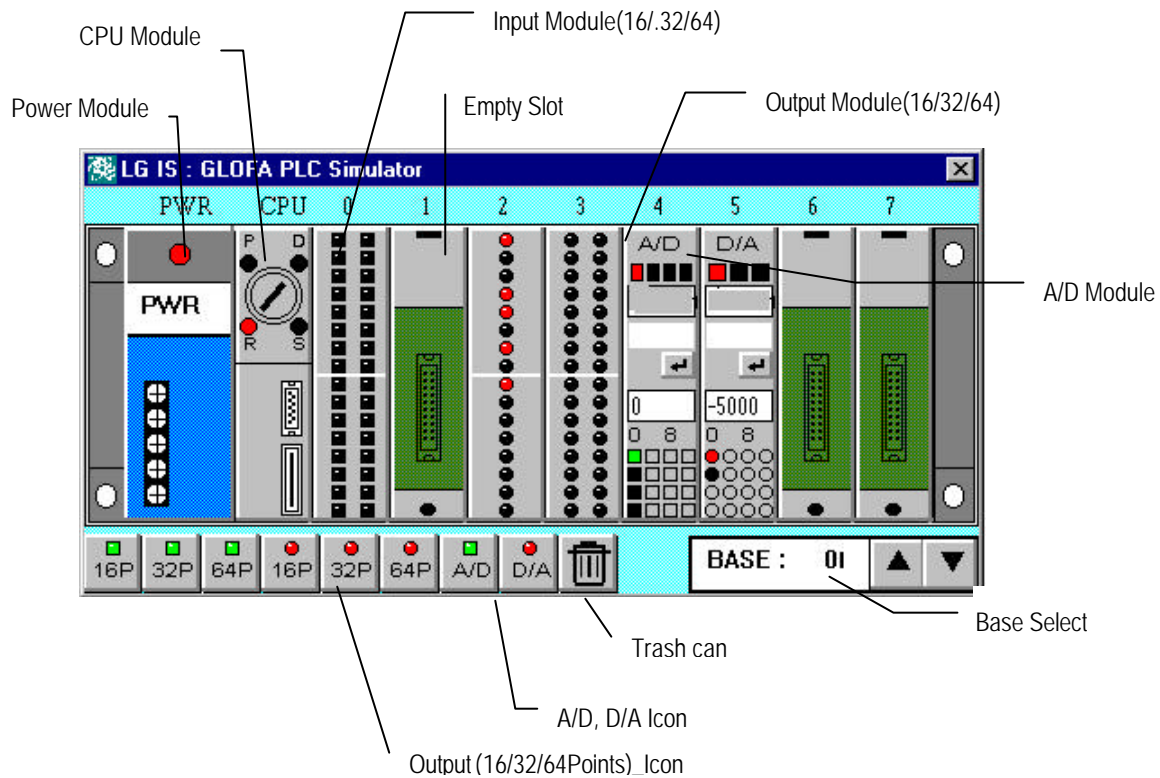 Input Module(16/.32/64)
CPU Module
Power Module
Empty Slot
Output Module(16/32/64)
LG IS : GLOFA PLC Simulator
PWR CPU 0 1 2 3 4 5 6 7
P D
A/D D/A
A/D Module
PWR
R S
0 -5000
0 8 0 8
16P 32P 64P 16P 32P 64P A/D D/A
BASE :
Base Select
Trash can
A/D, D/A Icon
Output (16/32/64Points)_Icon